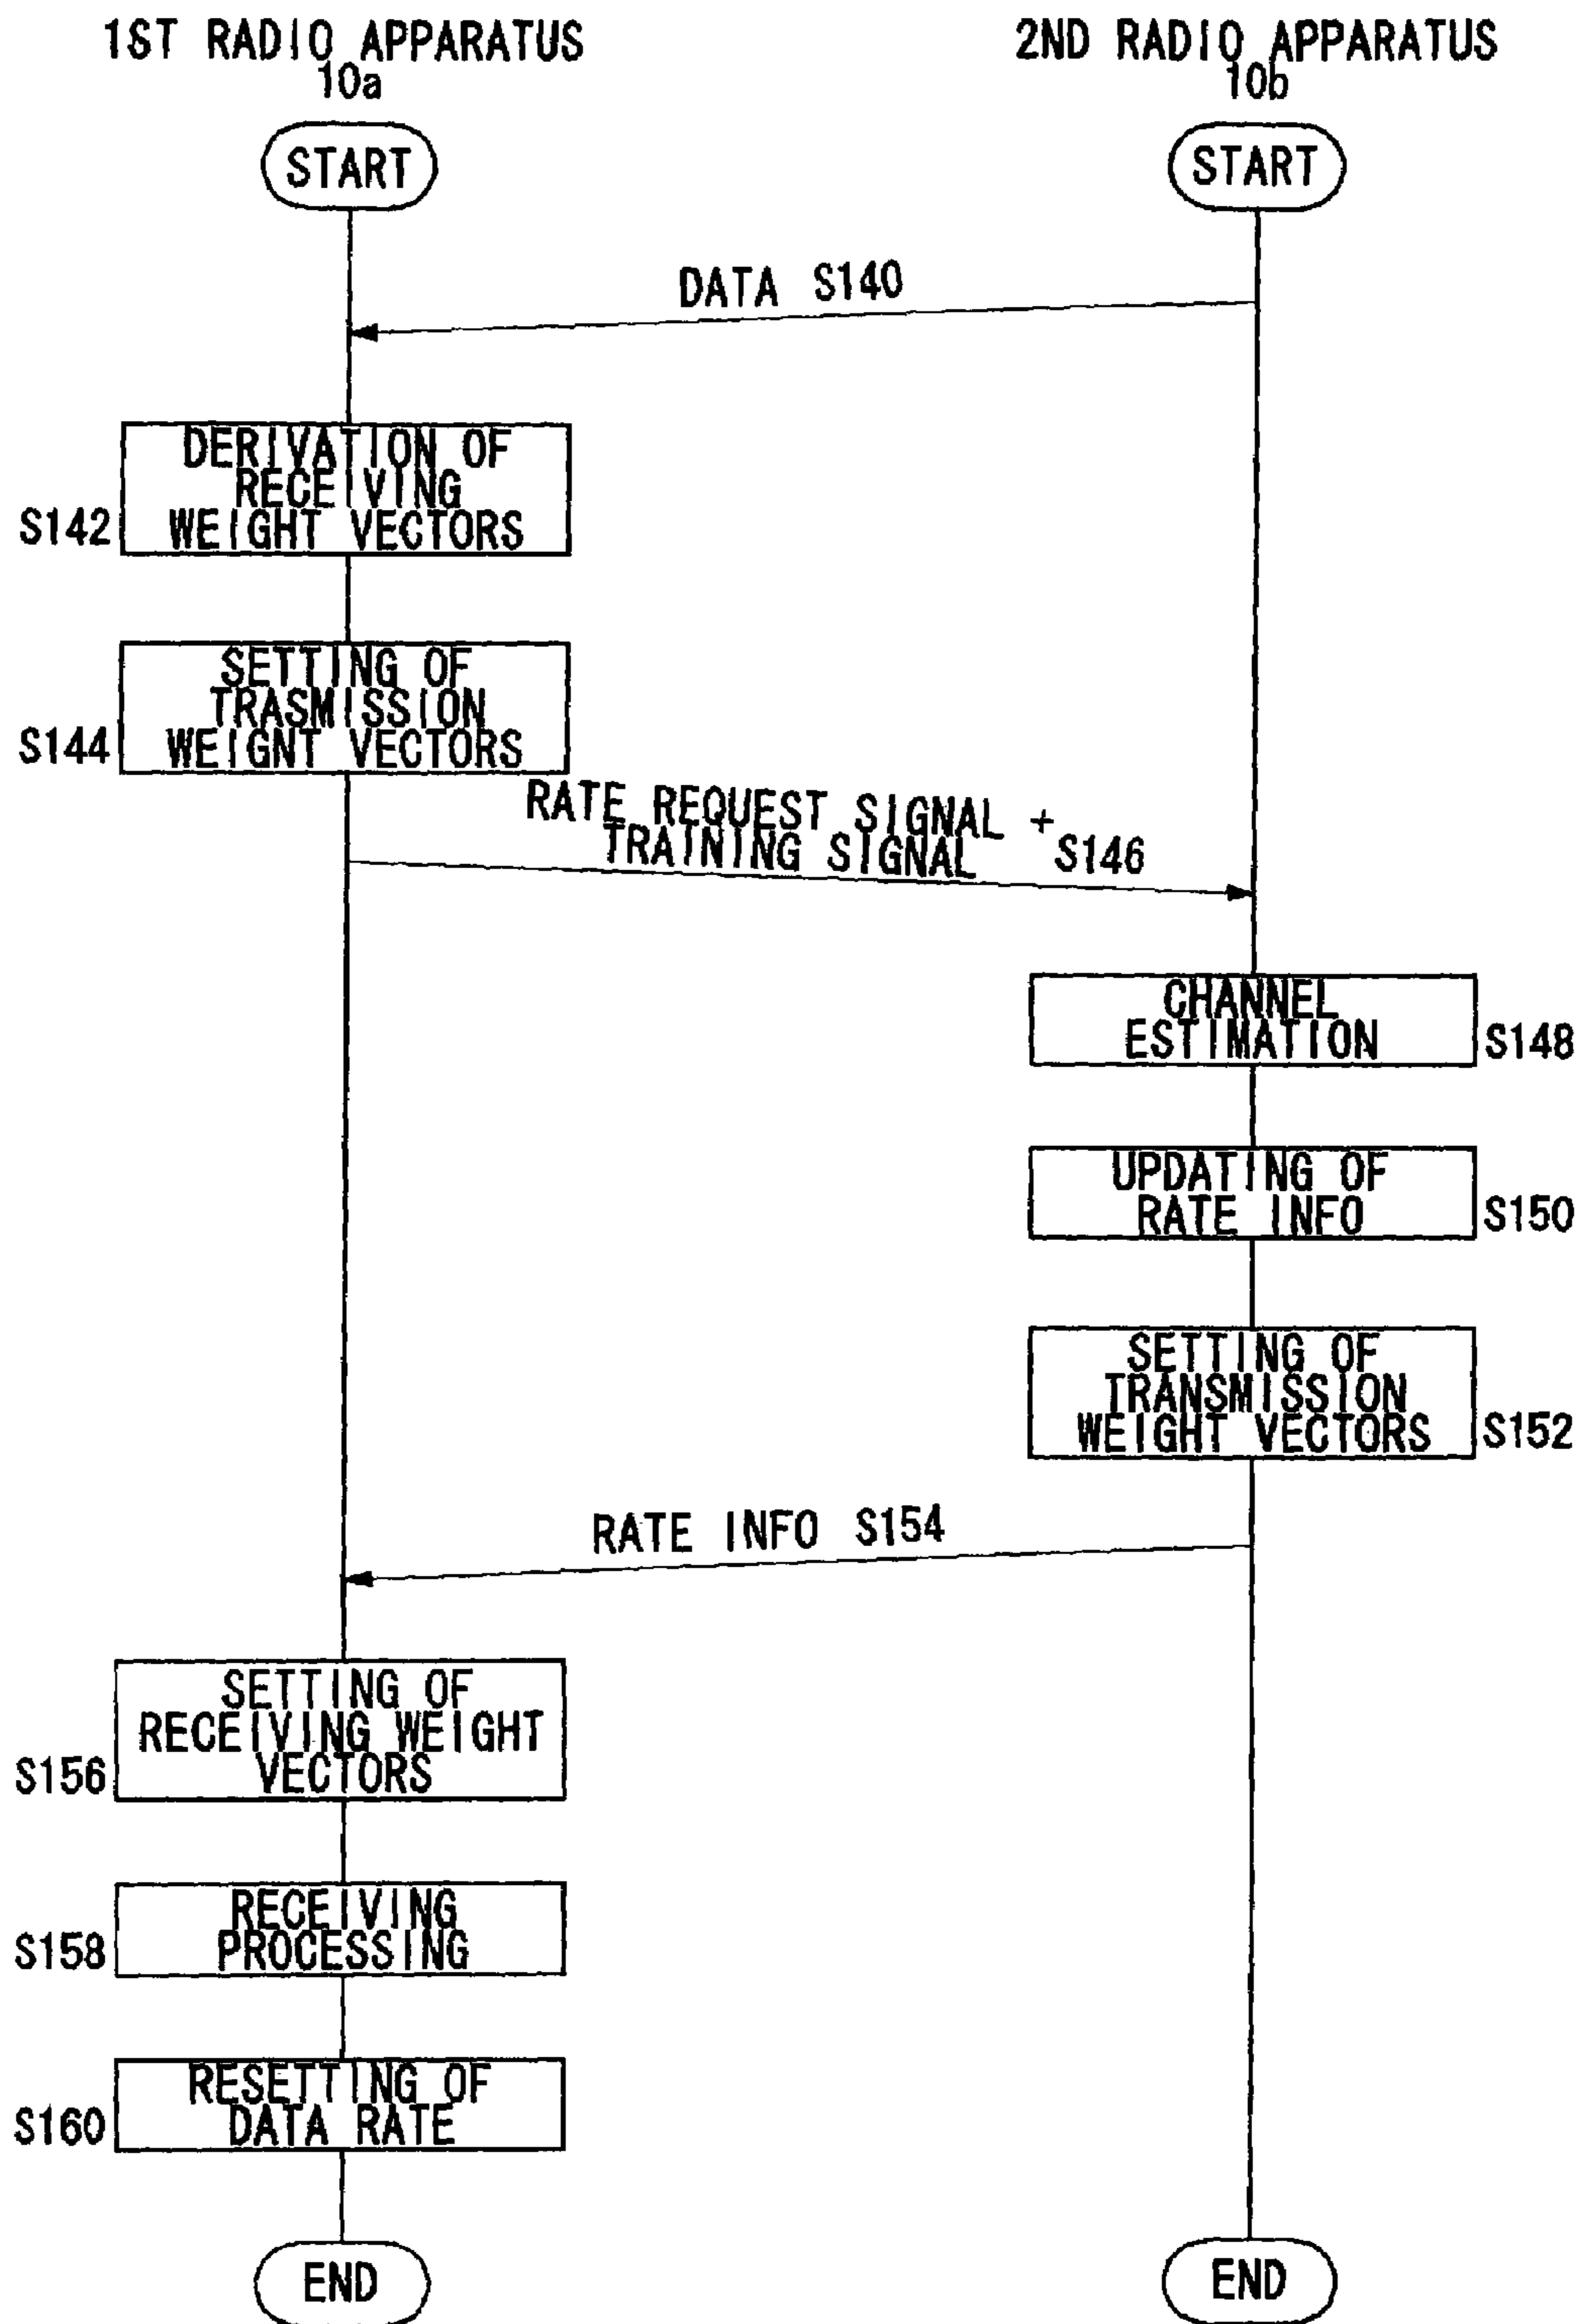 1ST RADIO APPARATUS
10a
2ND RADIO APPARATUS
10b
START
START
DATA S140
DERIVATION OF
RECEIVING
WEIGHT VECTORS
S142
SETTING OF
TRASMISSION
WEIGNT VECTORS
S144
RATE REQUEST SIGNAL +
TRAINING SIGNAL
S146
CHANNEL
ESTIMATION
S148
UPDATING OF
RATE INFO
S150
SETTING OF
TRANSMISSION
WEIGHT VECTORS
S152
RATE INFO S154
SETTING OF
RECEIVING WEIGHT
VECTORS
S156
RECEIVING
PROCESSING
S158
RESETTING OF
DATA RATE
S160
END
END